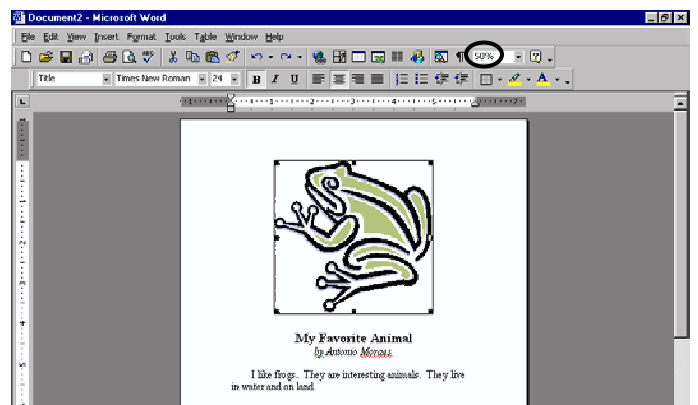 Document2 - Microsoft Word
File Edit View Insert Format Tools Table Window Help
50%
Title Times New Roman 24 B I U
My Favorite Animal
by Antonio
I like frogs. They are interesting animals. They live
in water and on land.